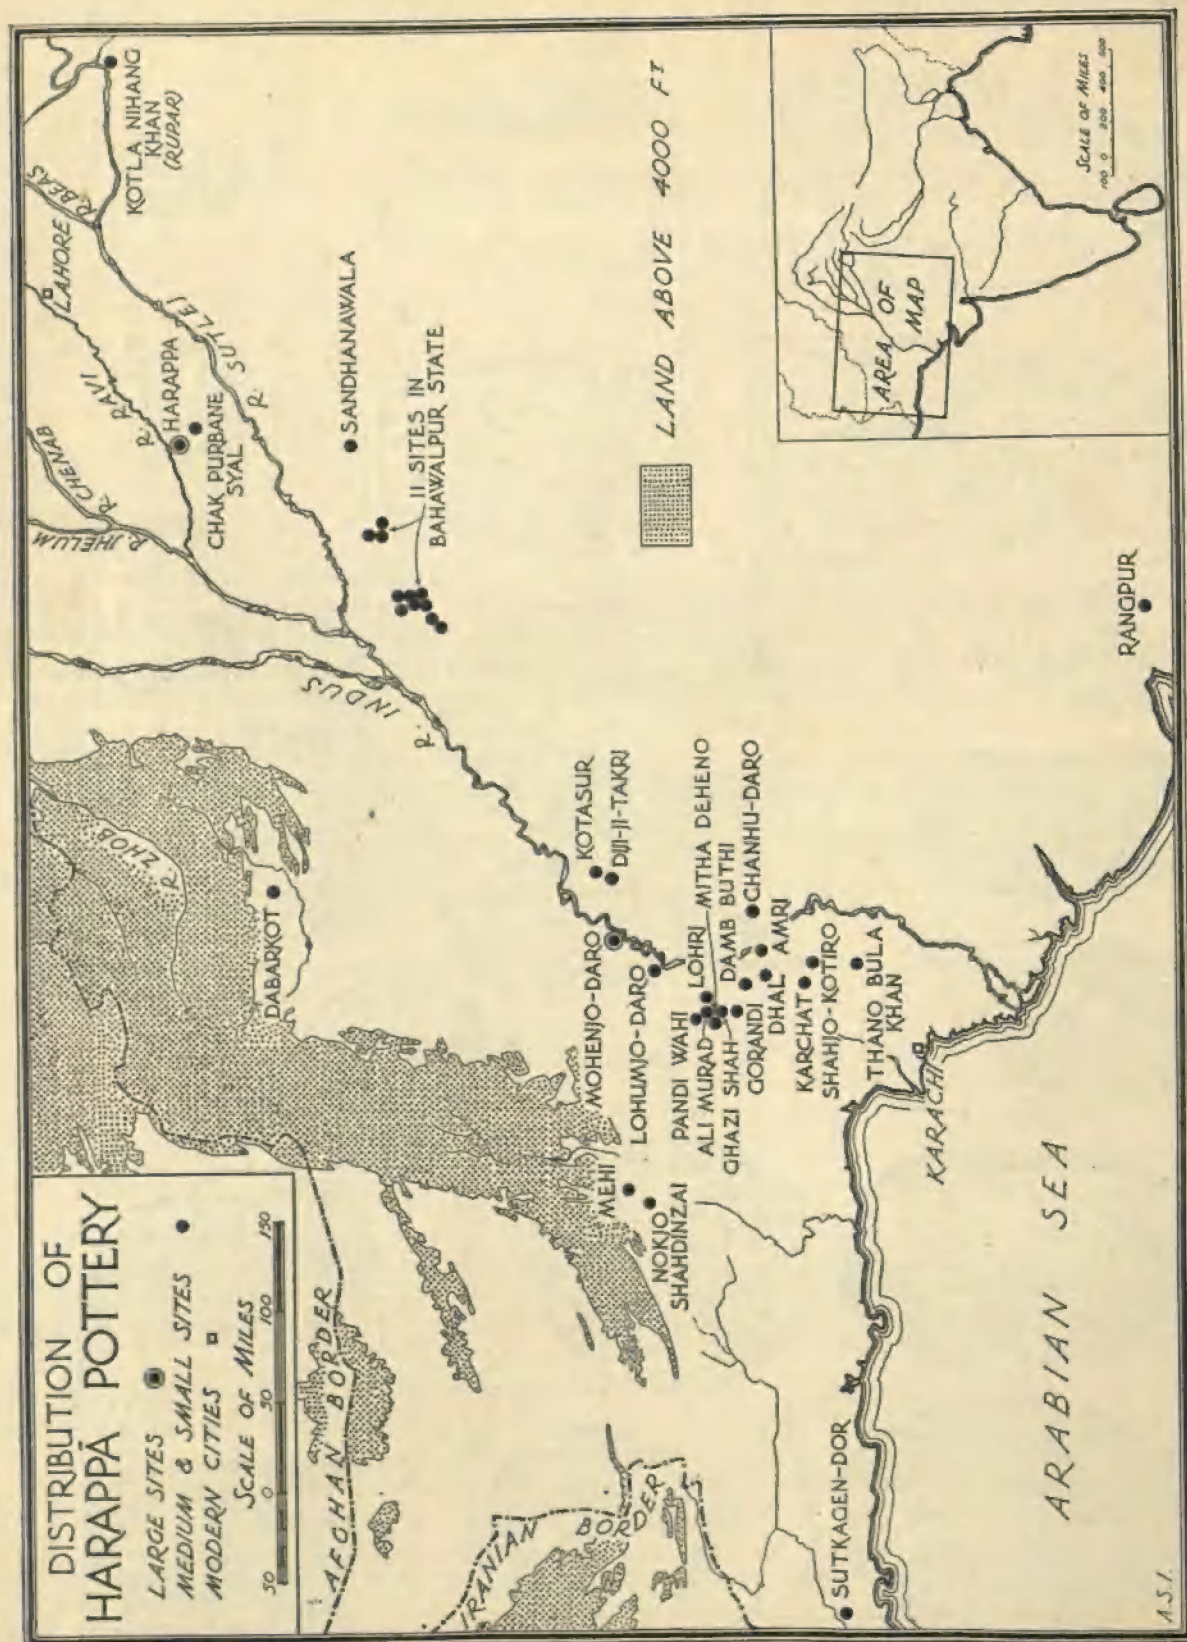 DISTRIBUTION OF
HARAPPĀ POTTERY
LARGE SITES
MEDIUM & SMALL SITES
MODERN CITIES
SCALE OF MILES
50 0 50 100 150
AFGHAN BORDER
IRANIAN BORDER
R. ZHOB
DABARKOT
R. JHELUM
R. CHENAB
R. RAVI
LAHORE
R. BEAS
R. SUTLEJ
R. INDUS
KOTLA NIHANG
KHAN
(RUPAR)
HARAPPA
CHAK PURBANE
SYAL
SANDHANAWALA
11 SITES IN
BAHAWALPUR STATE
KOTASUR
DIJI-JI-TAKRI
MOHENJO-DARO
LOHUMJO-DARO
MEHI
NOKJO
SHAHDINZAI
PANDI WAHI
LOHRI
ALI MURAD
MITHA DEHENO
GHAZI SHAH
DAMB BUTHI
CHANHU-DARO
GORANDI
DHAL
AMRI
KARCHAT
SHAHJO-KOTIRO
THANO BULA
KHAN
KARACHI
SUTKAGEN-DOR
RANGPUR
ARABIAN SEA
LAND ABOVE 4000 FT
AREA
OF
MAP
SCALE OF MILES
100 0 200 400 500
A.S.I.